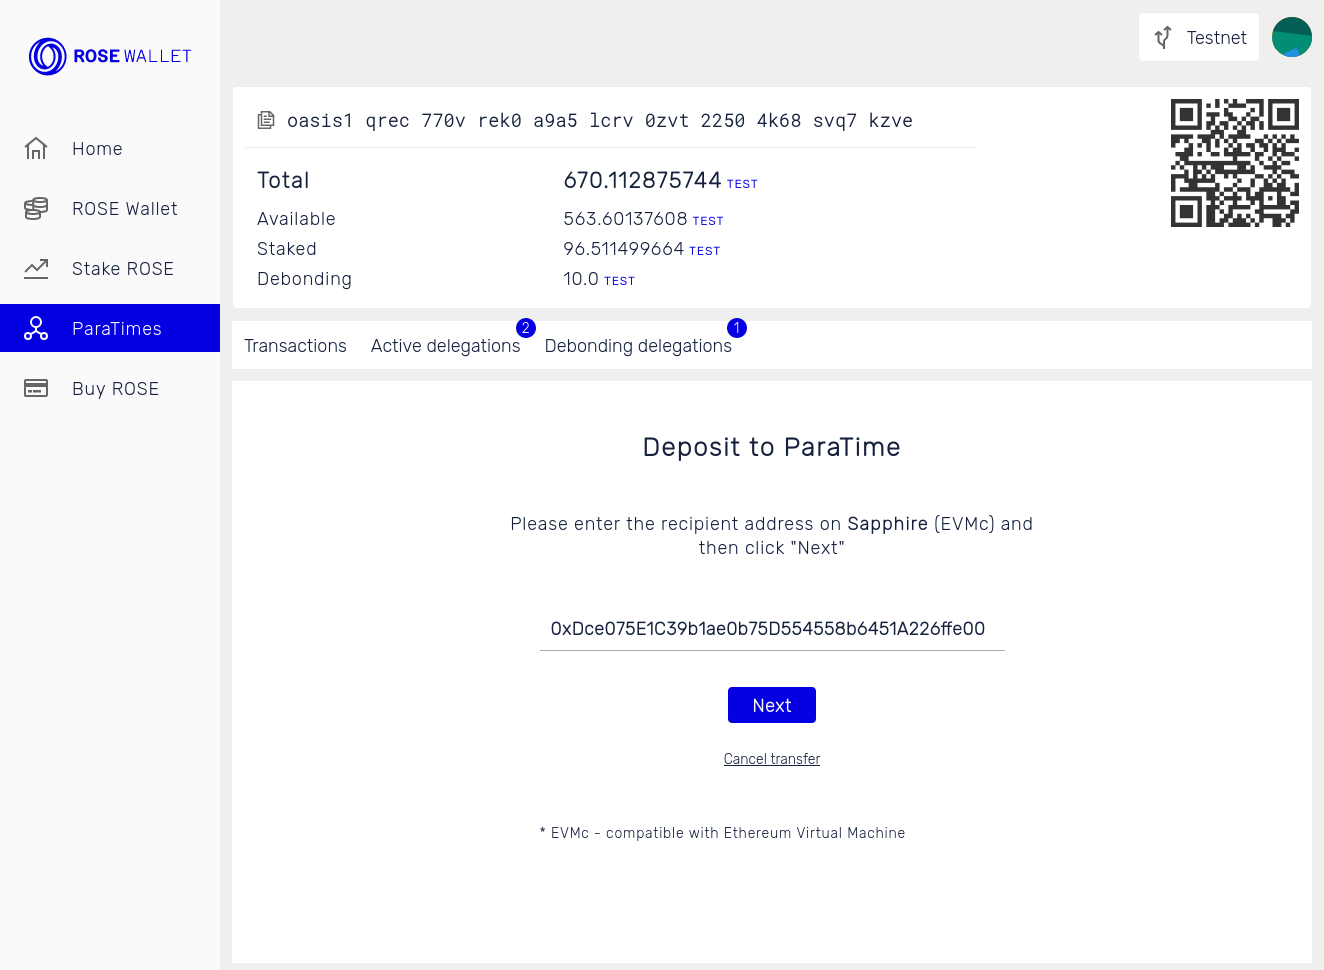 ROSE WALLET
Testnet
Home
ROSE Wallet
Stake ROSE
ParaTimes
Buy ROSE
oasis1 qrec 770v rek0 a9a5 lcrv 0zvt 2250 4k68 svq7 kzve
Total 670.112875744 TEST
Available 563.60137608 TEST
Staked 96.511499664 TEST
Debonding 10.0 TEST
Transactions Active delegations 2 Debonding delegations 1
Deposit to ParaTime
Please enter the recipient address on Sapphire (EVMc) and
then click "Next"
0xDce075E1C39b1ae0b75D554558b6451A226ffe00
Next
Cancel transfer
* EVMc - compatible with Ethereum Virtual Machine